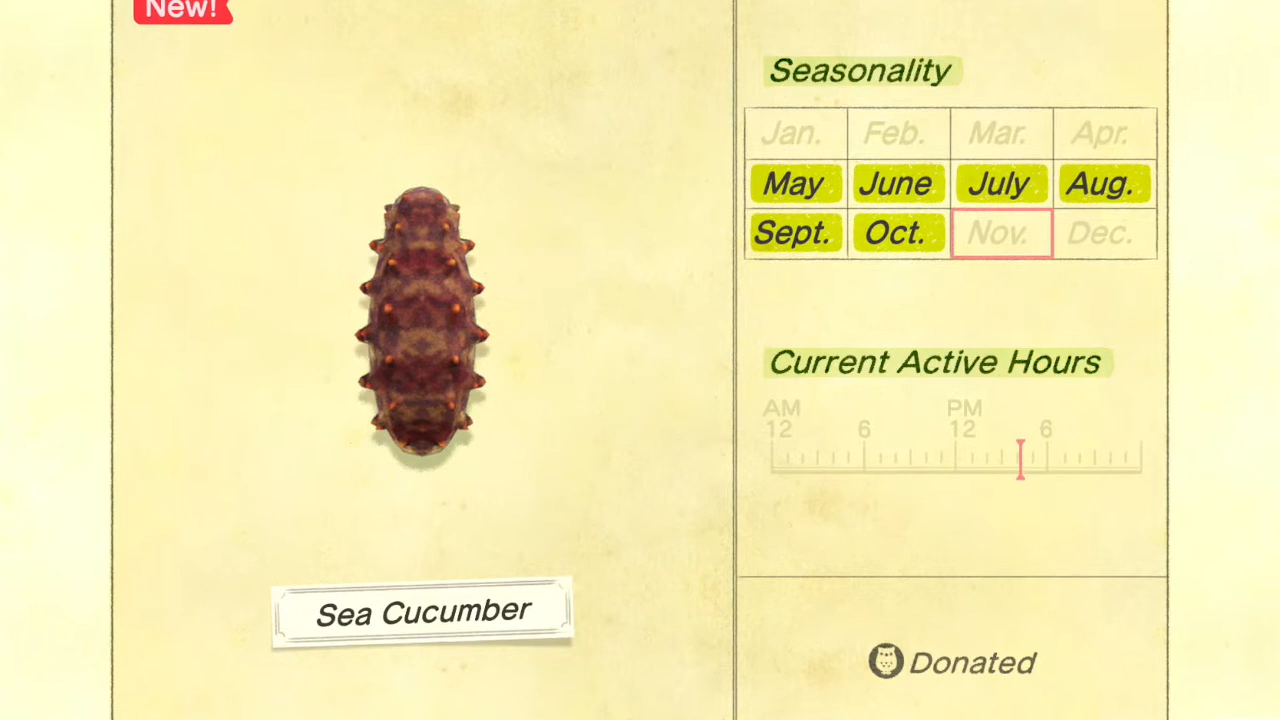 New!
Seasonality
Jan. Feb. Mar. Apr.
May June July Aug.
Sept. Oct. Nov. Dec.
Current Active Hours
AM PM
12 6 12 6
Sea Cucumber
Donated